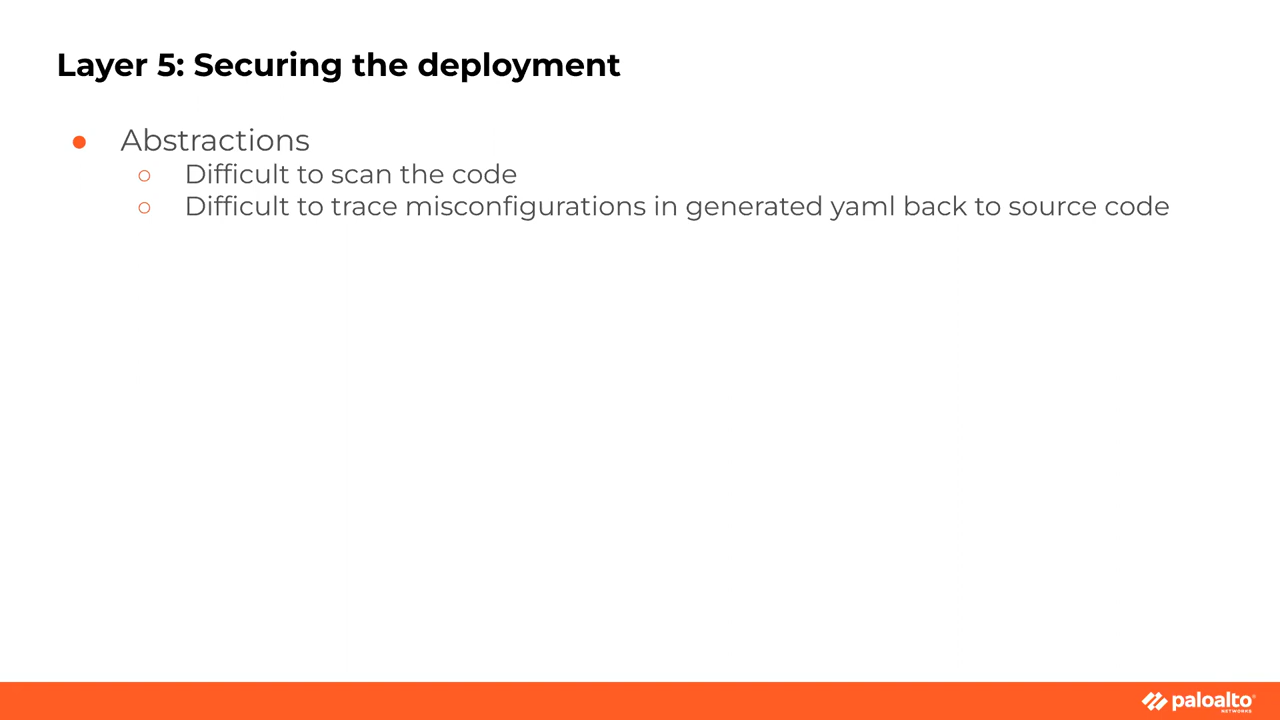 Layer 5: Securing the deployment
● Abstractions
○ Difficult to scan the code
○ Difficult to trace misconfigurations in generated yaml back to source code
paloalto
NETWORKS